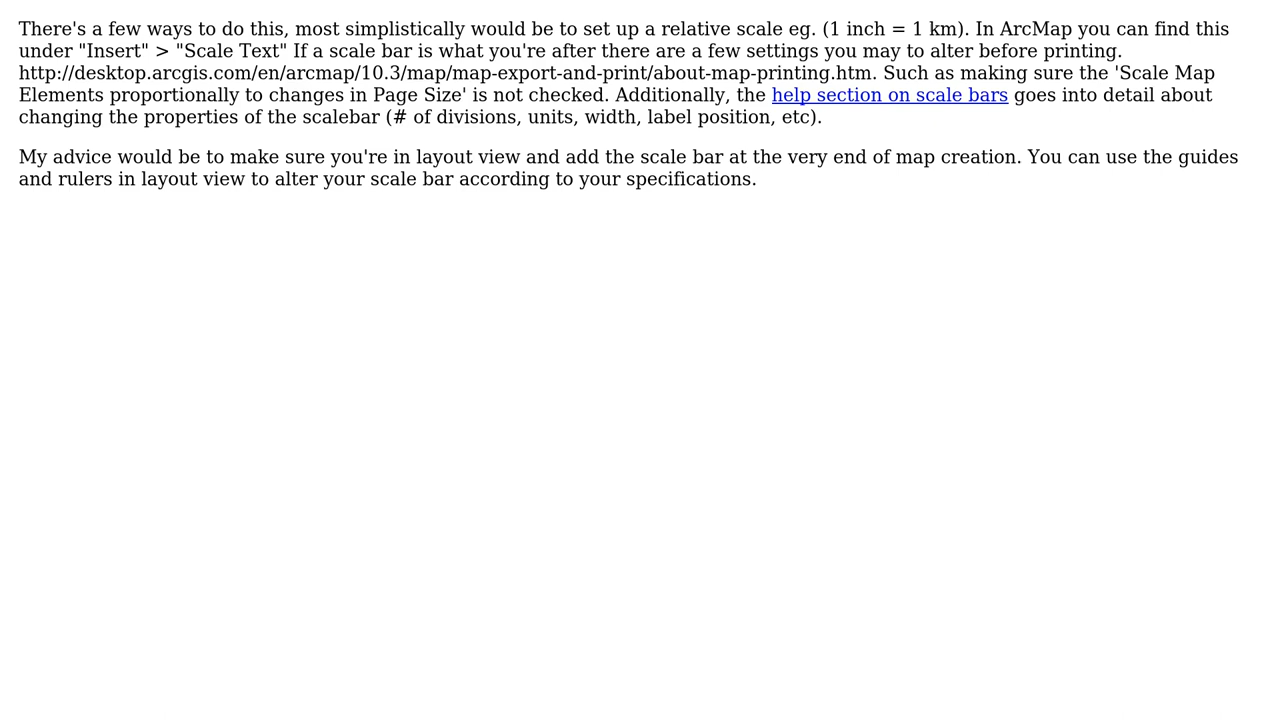 There's a few ways to do this, most simplistically would be to set up a relative scale eg. (1 inch = 1 km). In ArcMap you can find this
under "Insert" > "Scale Text" If a scale bar is what you're after there are a few settings you may to alter before printing.
http://desktop.arcgis.com/en/arcmap/10.3/map/map-export-and-print/about-map-printing.htm. Such as making sure the 'Scale Map
Elements proportionally to changes in Page Size' is not checked. Additionally, the help section on scale bars goes into detail about
changing the properties of the scalebar (# of divisions, units, width, label position, etc).
My advice would be to make sure you're in layout view and add the scale bar at the very end of map creation. You can use the guides
and rulers in layout view to alter your scale bar according to your specifications.